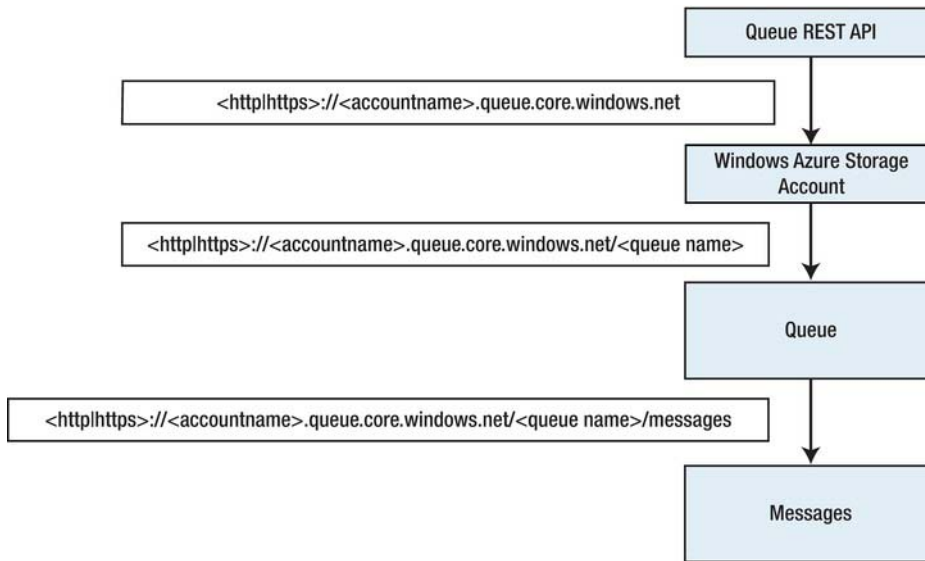 Queue REST API
<http|https>://<accountname>.queue.core.windows.net
Windows Azure Storage
Account
<http|https>://<accountname>.queue.core.windows.net/<queue name>
Queue
<http|https>://<accountname>.queue.core.windows.net/<queue name>/messages
Messages